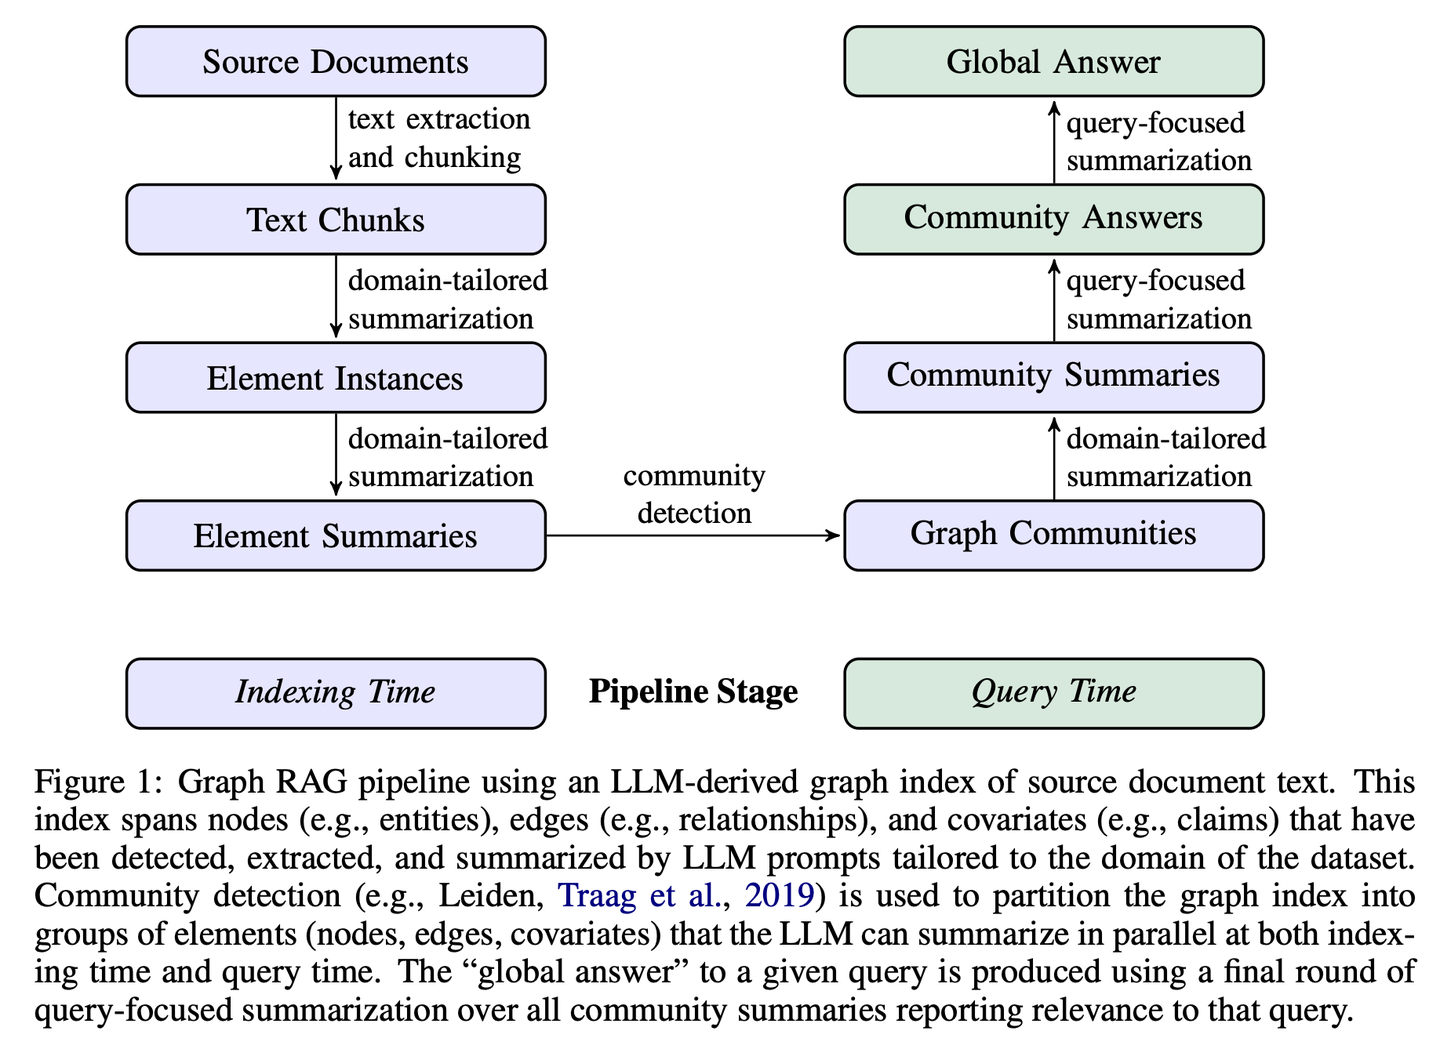 Source Documents
text extraction
and chunking
Text Chunks
domain-tailored
summarization
Element Instances
domain-tailored
summarization
Element Summaries
community
detection
Global Answer
query-focused
summarization
Community Answers
query-focused
summarization
Community Summaries
domain-tailored
summarization
Graph Communities
Indexing Time
Pipeline Stage
Query Time
Figure 1: Graph RAG pipeline using an LLM-derived graph index of source document text. This
index spans nodes (e.g., entities), edges (e.g., relationships), and covariates (e.g., claims) that have
been detected, extracted, and summarized by LLM prompts tailored to the domain of the dataset.
Community detection (e.g., Leiden, Traag et al., 2019) is used to partition the graph index into
groups of elements (nodes, edges, covariates) that the LLM can summarize in parallel at both index-
ing time and query time. The “global answer” to a given query is produced using a final round of
query-focused summarization over all community summaries reporting relevance to that query.